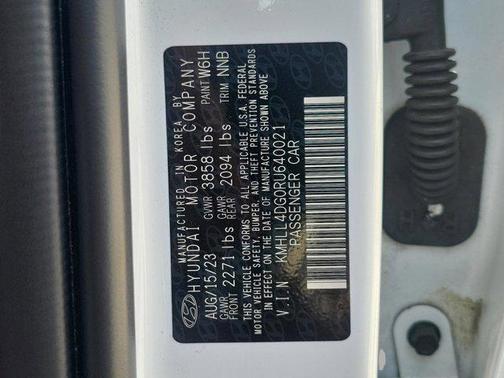 MANUFACTURED IN KOREA BY
HYUNDAI MOTOR COMPANY
AUG/15/23 GVWR 3858 lbs PAINT W6H
GAWR FRONT 2271 lbs GAWR REAR 2094 lbs TRIM NNB
THIS VEHICLE CONFORMS TO ALL APPLICABLE U.S.A. FEDERAL
MOTOR VEHICLE SAFETY, BUMPER, AND THEFT PREVENTION STANDARDS
IN EFFECT ON THE DATE OF MANUFACTURE SHOWN ABOVE
V.I.N : KMHLL4DG0RU640021
PASSENGER CAR